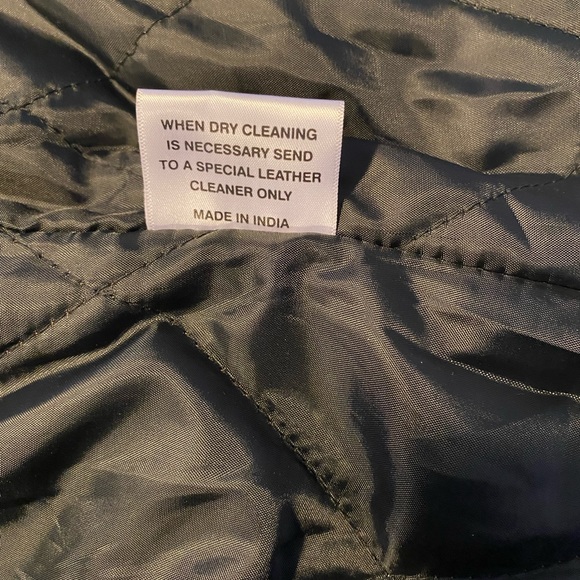 WHEN DRY CLEANING
IS NECESSARY SEND
TO A SPECIAL LEATHER
CLEANER ONLY
MADE IN INDIA